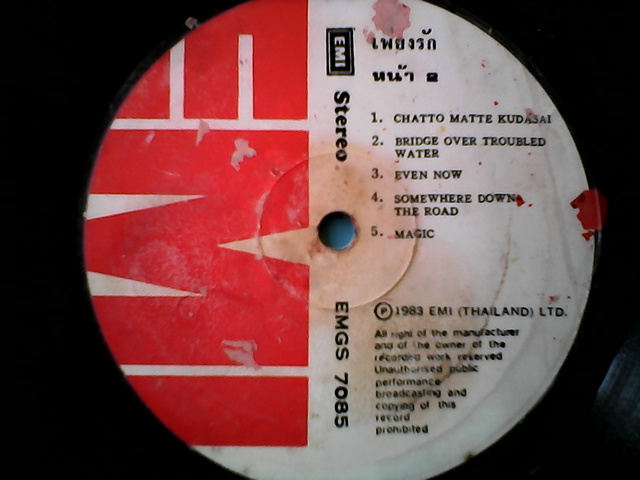 EMI
EMI
Stereo
เพียงรัก
หน้า ๒
1. CHATTO MATTE KUDASAI
2. BRIDGE OVER TROUBLED
WATER
3. EVEN NOW
4. SOMEWHERE DOWN
THE ROAD
5. MAGIC
EMGS 7085
Ⓟ1983 EMI (THAILAND) LTD.
All right of the manufacturer
and of the owner of the
recorded work reserved
Unauthorised public
performance
broadcasting and
copying of this
record
prohibited